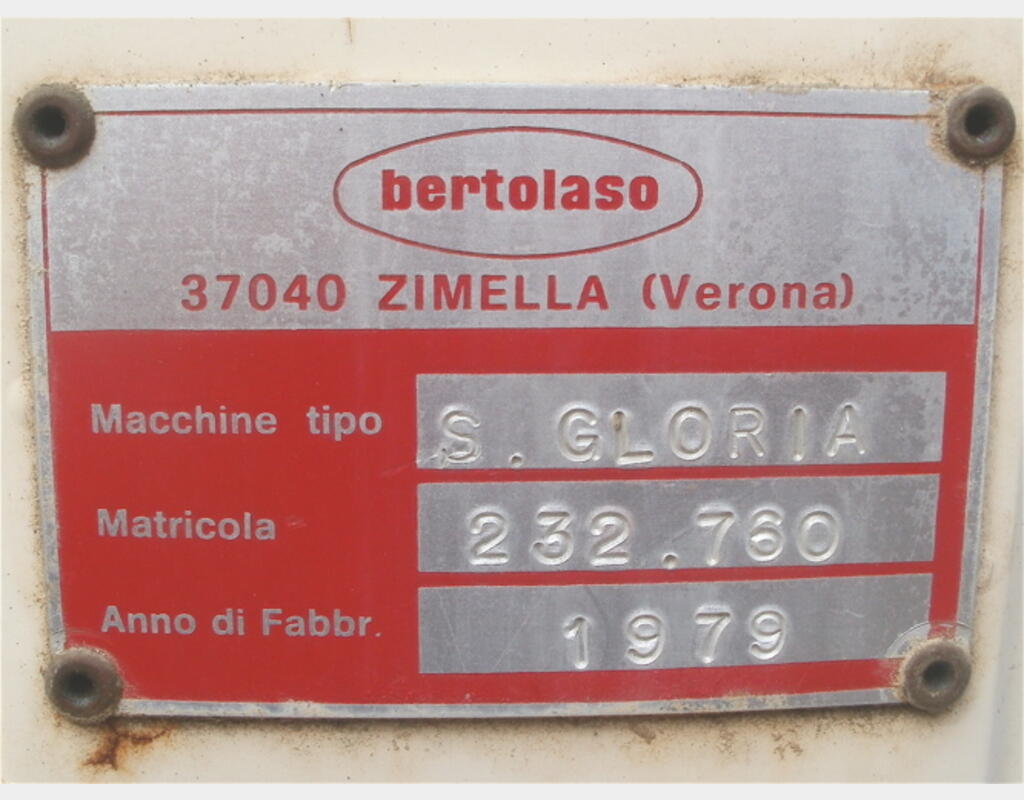 bertolaso
37040 ZIMELLA (Verona)
Macchine tipo S. GLORIA
Matricola 232.760
Anno di Fabbr. 1979